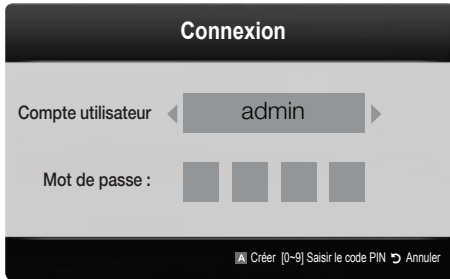 Connexion
Compte utilisateur admin
Mot de passe :
A Créer [0~9] Saisir le code PIN Annuler